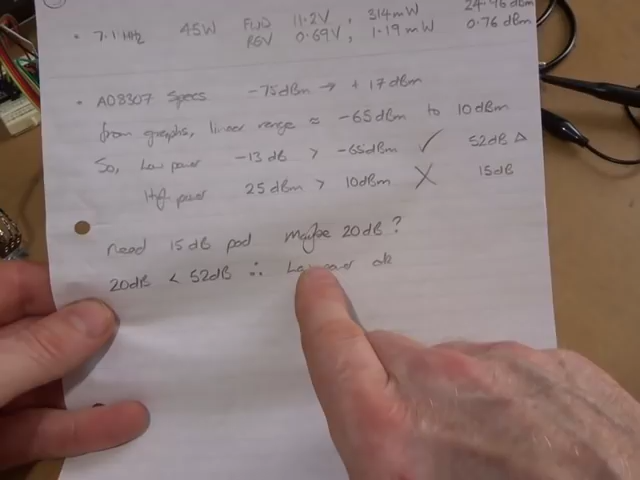 24.96 dBm
• 7.1 MHz 45W FWD 11.2V ; 314mW
REV 0.69V ; 1.19 mW 0.76 dBm
• AD8307 Specs -75dBm → + 17dBm
from graphs, linear range ≈ -65dBm to 10dBm
So, Low power -13 dB > -65dBm ✓ 52dB Δ
High power 25 dBm > 10dBm X 15dB
need 15dB pad Maybe 20dB?
20dB < 52dB ∴ Low power ok